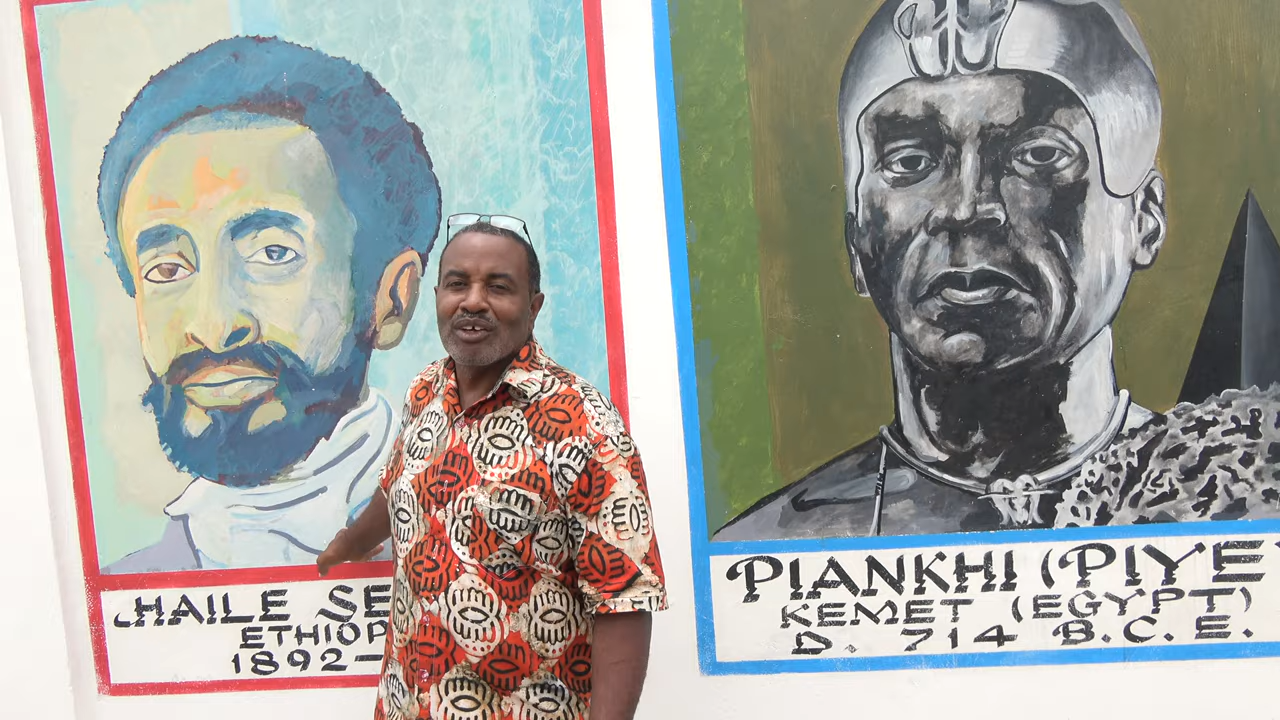 HAILE SE
ETHIOP
1892-
PIANKHI (PIYE
KEMET (EGYPT)
D. 714 B.C.E.